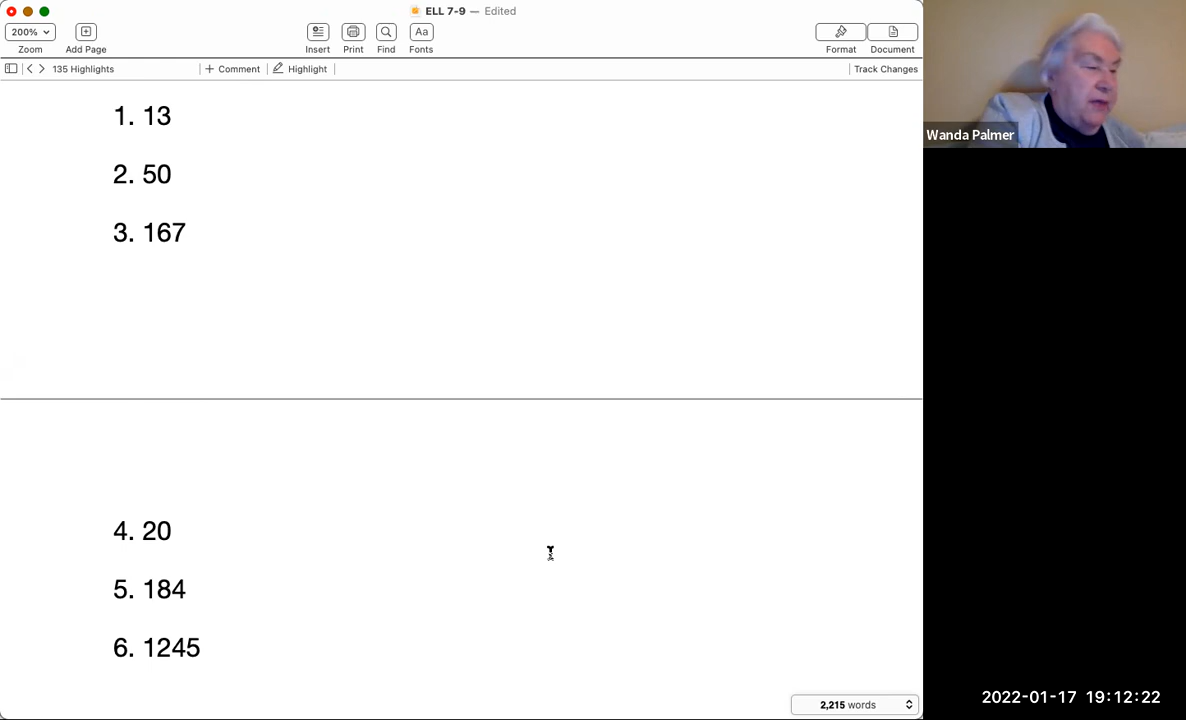 ELL 7-9 — Edited
200%
Zoom
Add Page
Insert
Print
Find
Aa
Fonts
Format
Document
135 Highlights
+ Comment
Highlight
Track Changes
1. 13
2. 50
3. 167
4. 20
5. 184
6. 1245
2,215 words
Wanda Palmer
2022-01-17 19:12:22